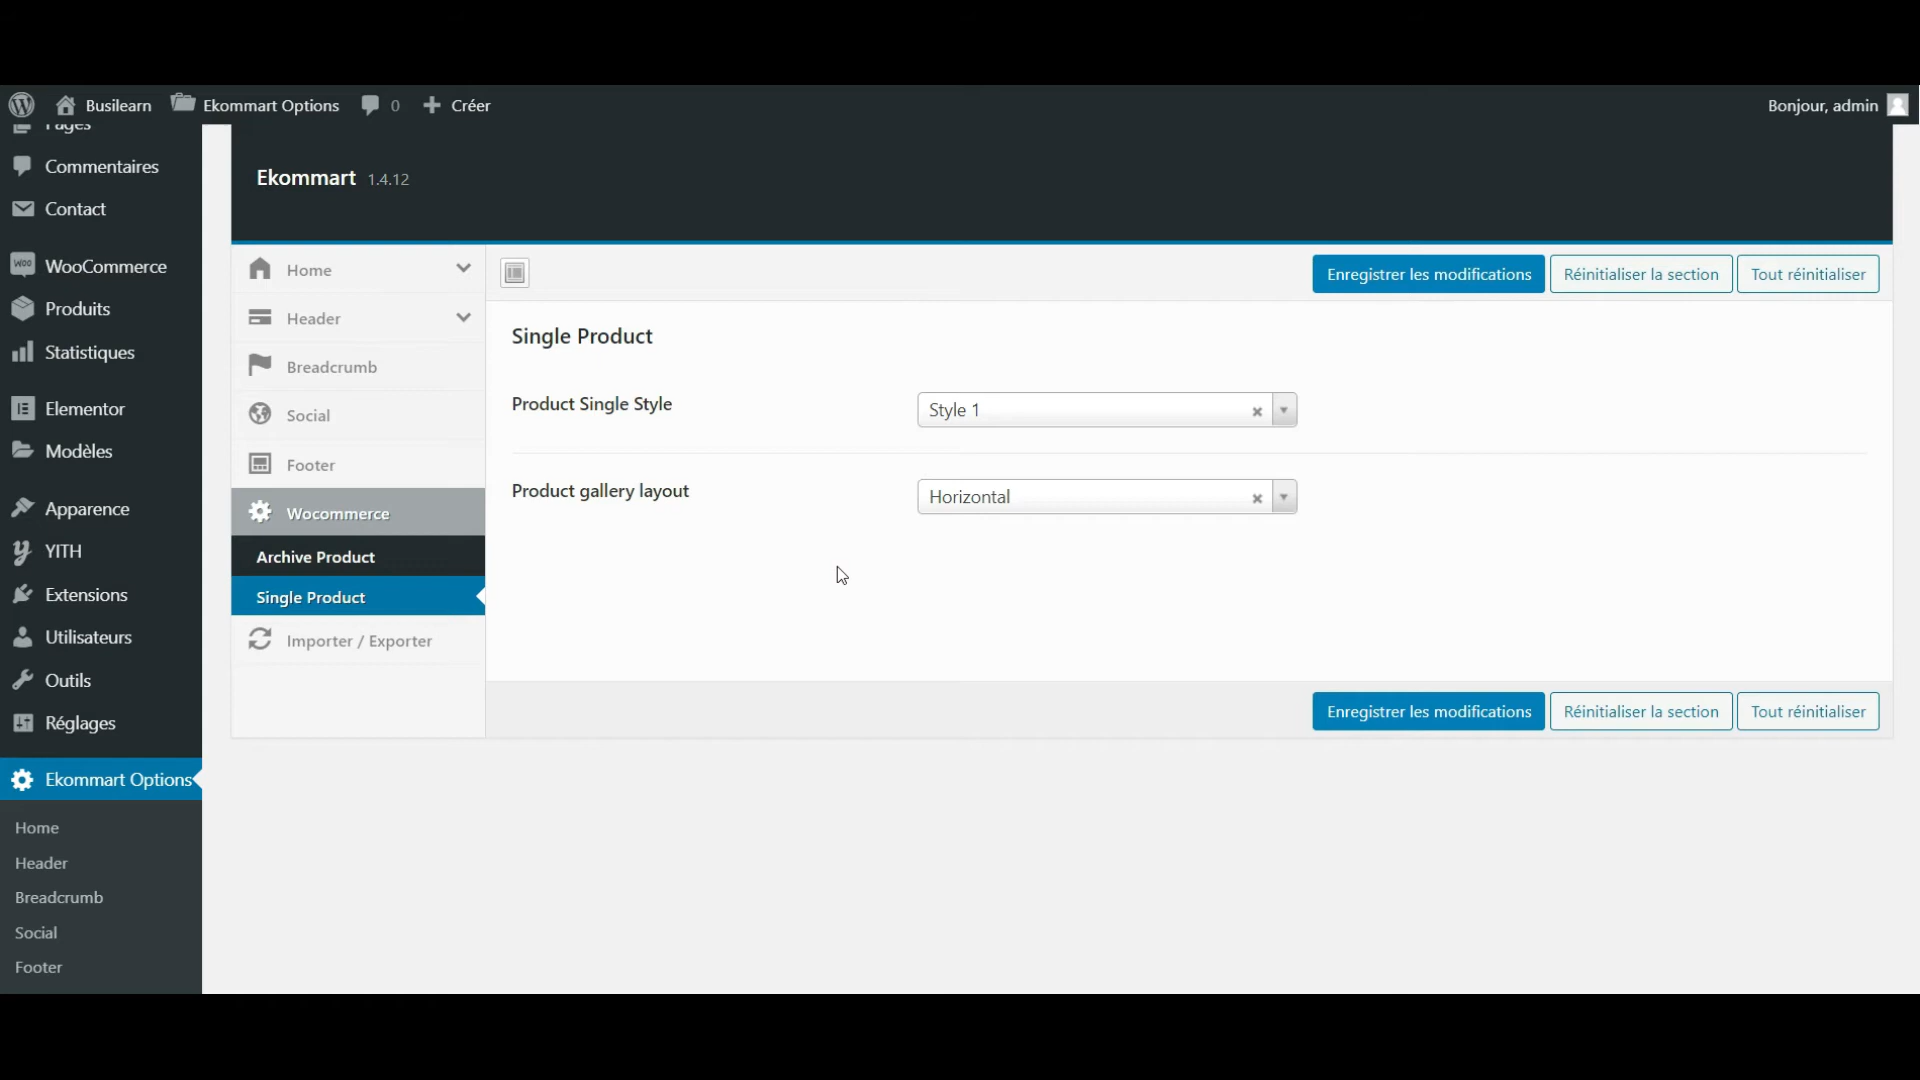 Busilearn
Ekommart Options
0
Créer
Bonjour, admin
Pages
Commentaires
Contact
WooCommerce
Produits
Statistiques
Elementor
Modèles
Apparence
YITH
Extensions
Utilisateurs
Outils
Réglages
Ekommart Options
Home
Header
Breadcrumb
Social
Footer
Ekommart 1.4.12
Home
Header
Breadcrumb
Social
Footer
Wocommerce
Archive Product
Single Product
Importer / Exporter
Enregistrer les modifications
Réinitialiser la section
Tout réinitialiser
Single Product
Product Single Style
Style 1
Product gallery layout
Horizontal
Enregistrer les modifications
Réinitialiser la section
Tout réinitialiser